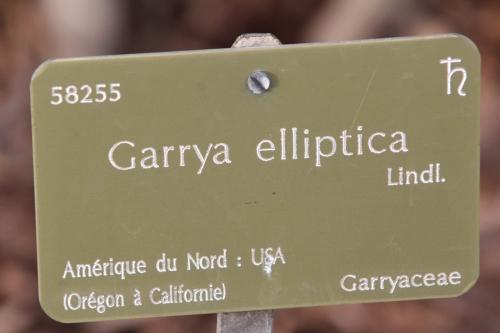 58255 ♄
Garrya elliptica
Lindl.
Amérique du Nord : USA
(Orégon à Californie)
Garryaceae